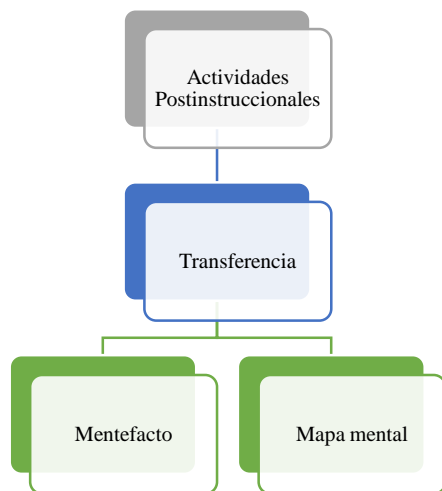 Actividades
Postinstruccionales
Transferencia
Mentefacto
Mapa mental